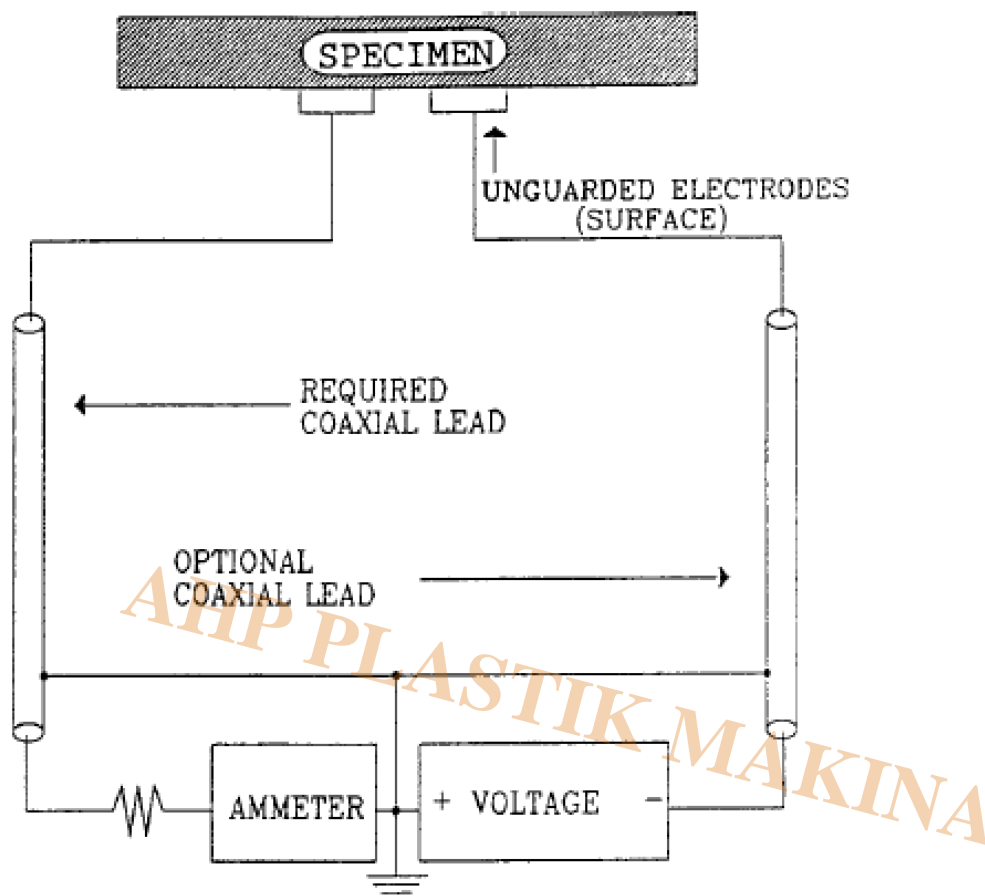 SPECIMEN
UNGUARDED ELECTRODES
(SURFACE)
REQUIRED
COAXIAL LEAD
OPTIONAL
COAXIAL LEAD
AHP PLASTIK MAKINA
AMMETER
+ VOLTAGE -